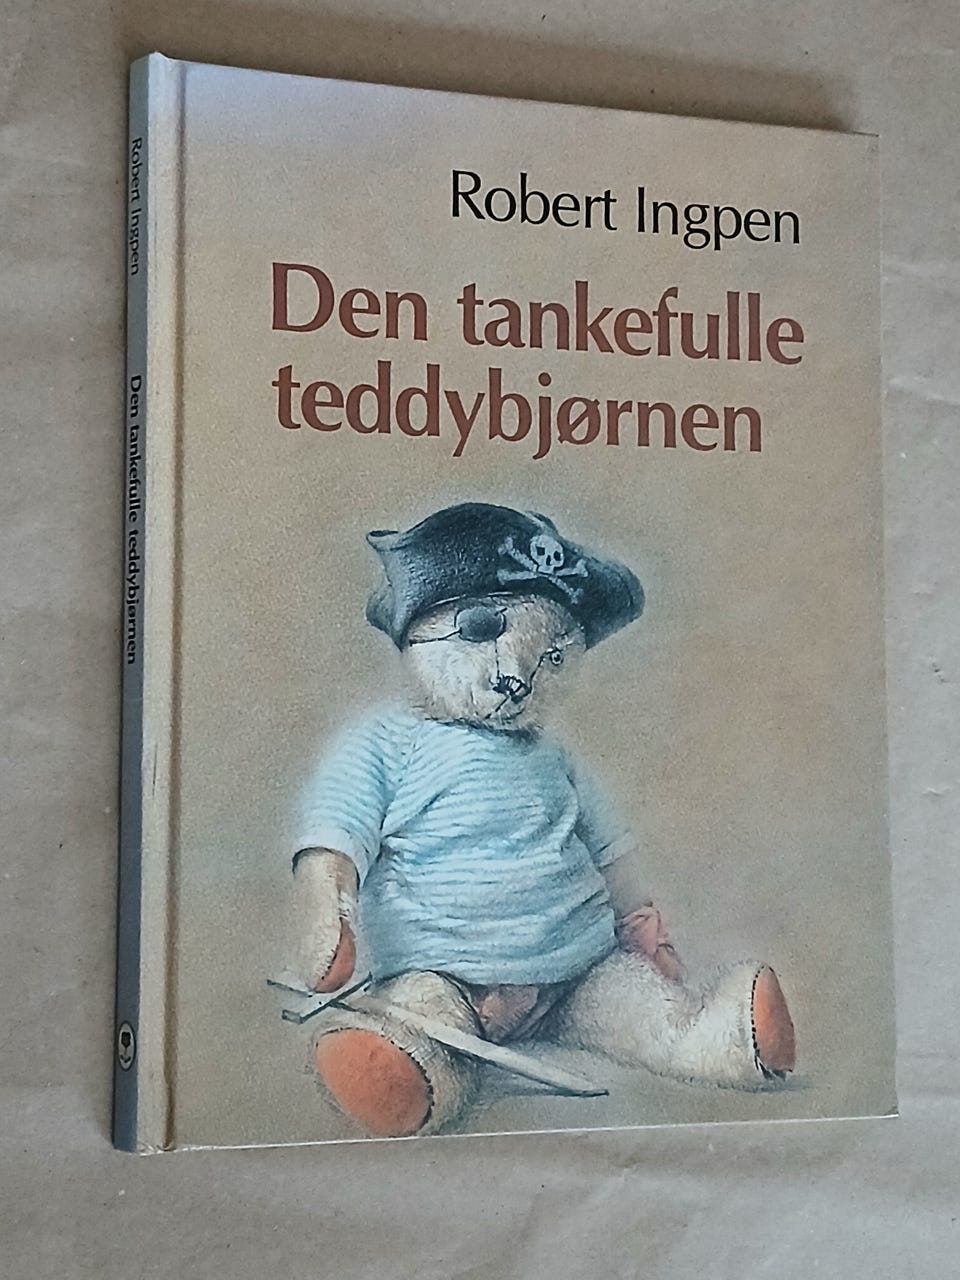 Robert Ingpen
Den tankefulle
teddybjørnen
Robert Ingpen
Den tankefulle teddybjørnen